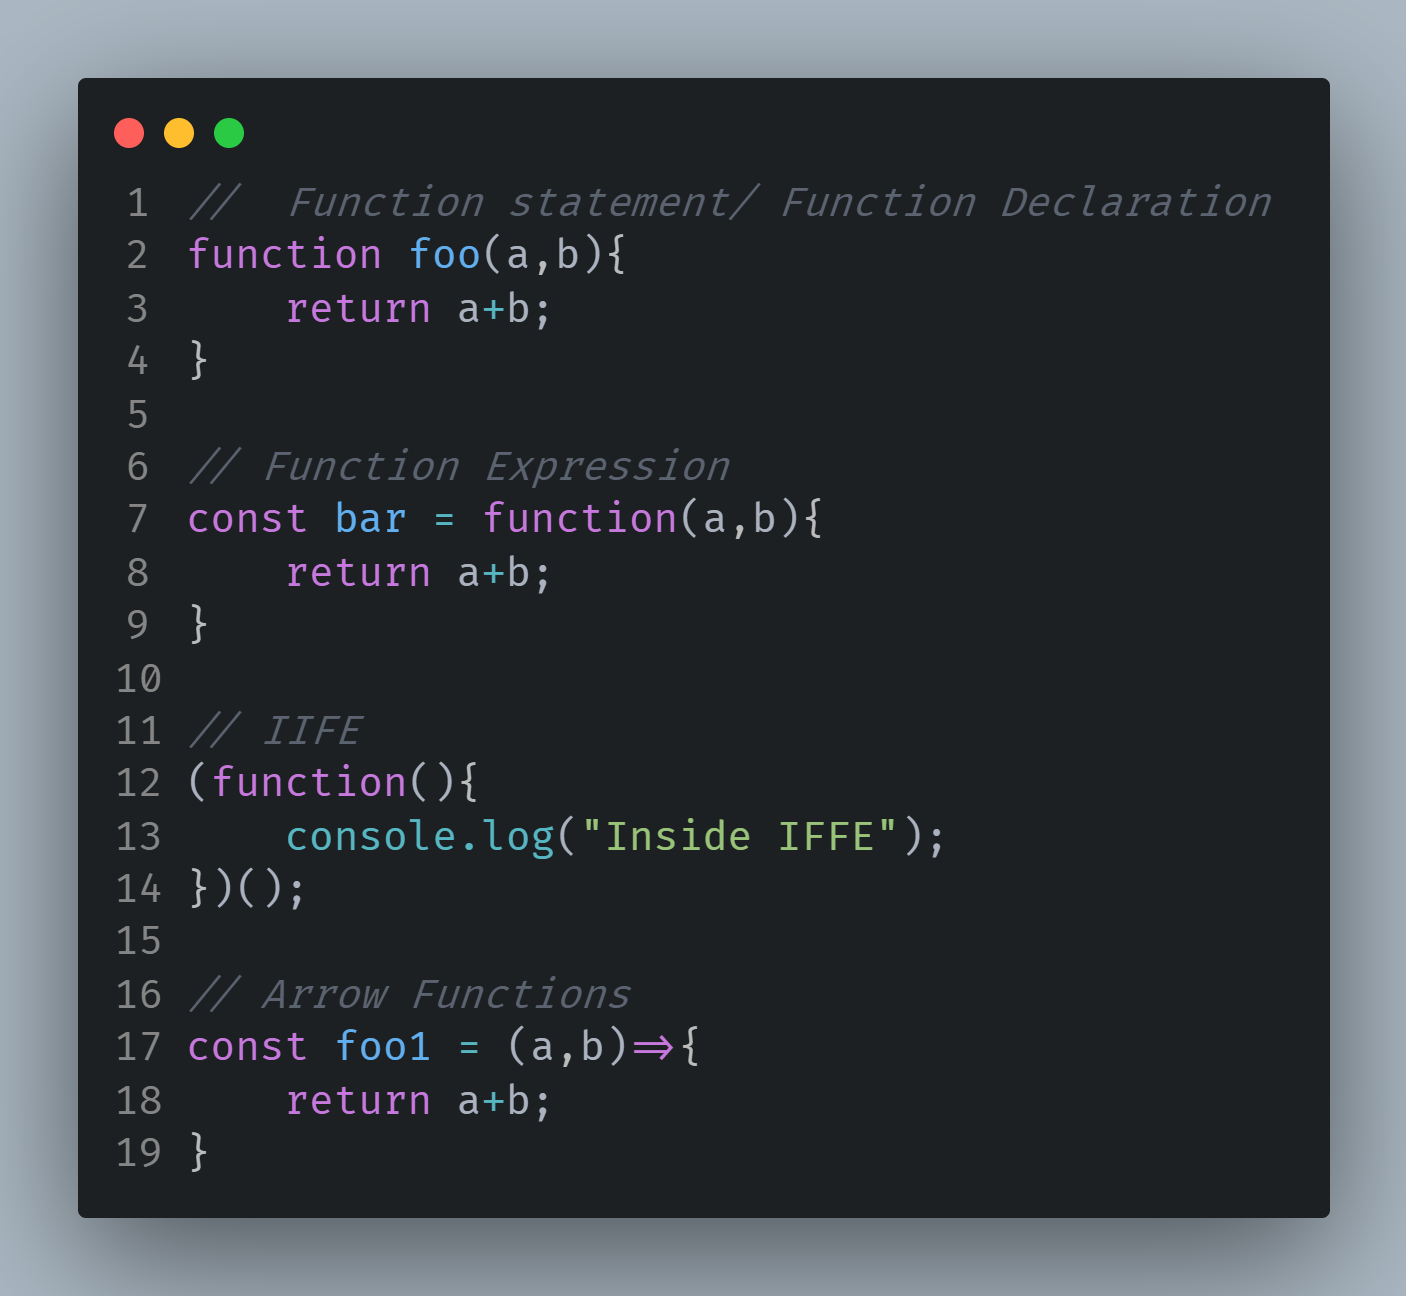 1 //  Function statement/ Function Declaration
2 function foo(a,b){
3     return a+b;
4 }
5
6 // Function Expression
7 const bar = function(a,b){
8     return a+b;
9 }
10
11 // IIFE
12 (function(){
13     console.log("Inside IFFE");
14 })();
15
16 // Arrow Functions
17 const foo1 = (a,b)=>{
18     return a+b;
19 }